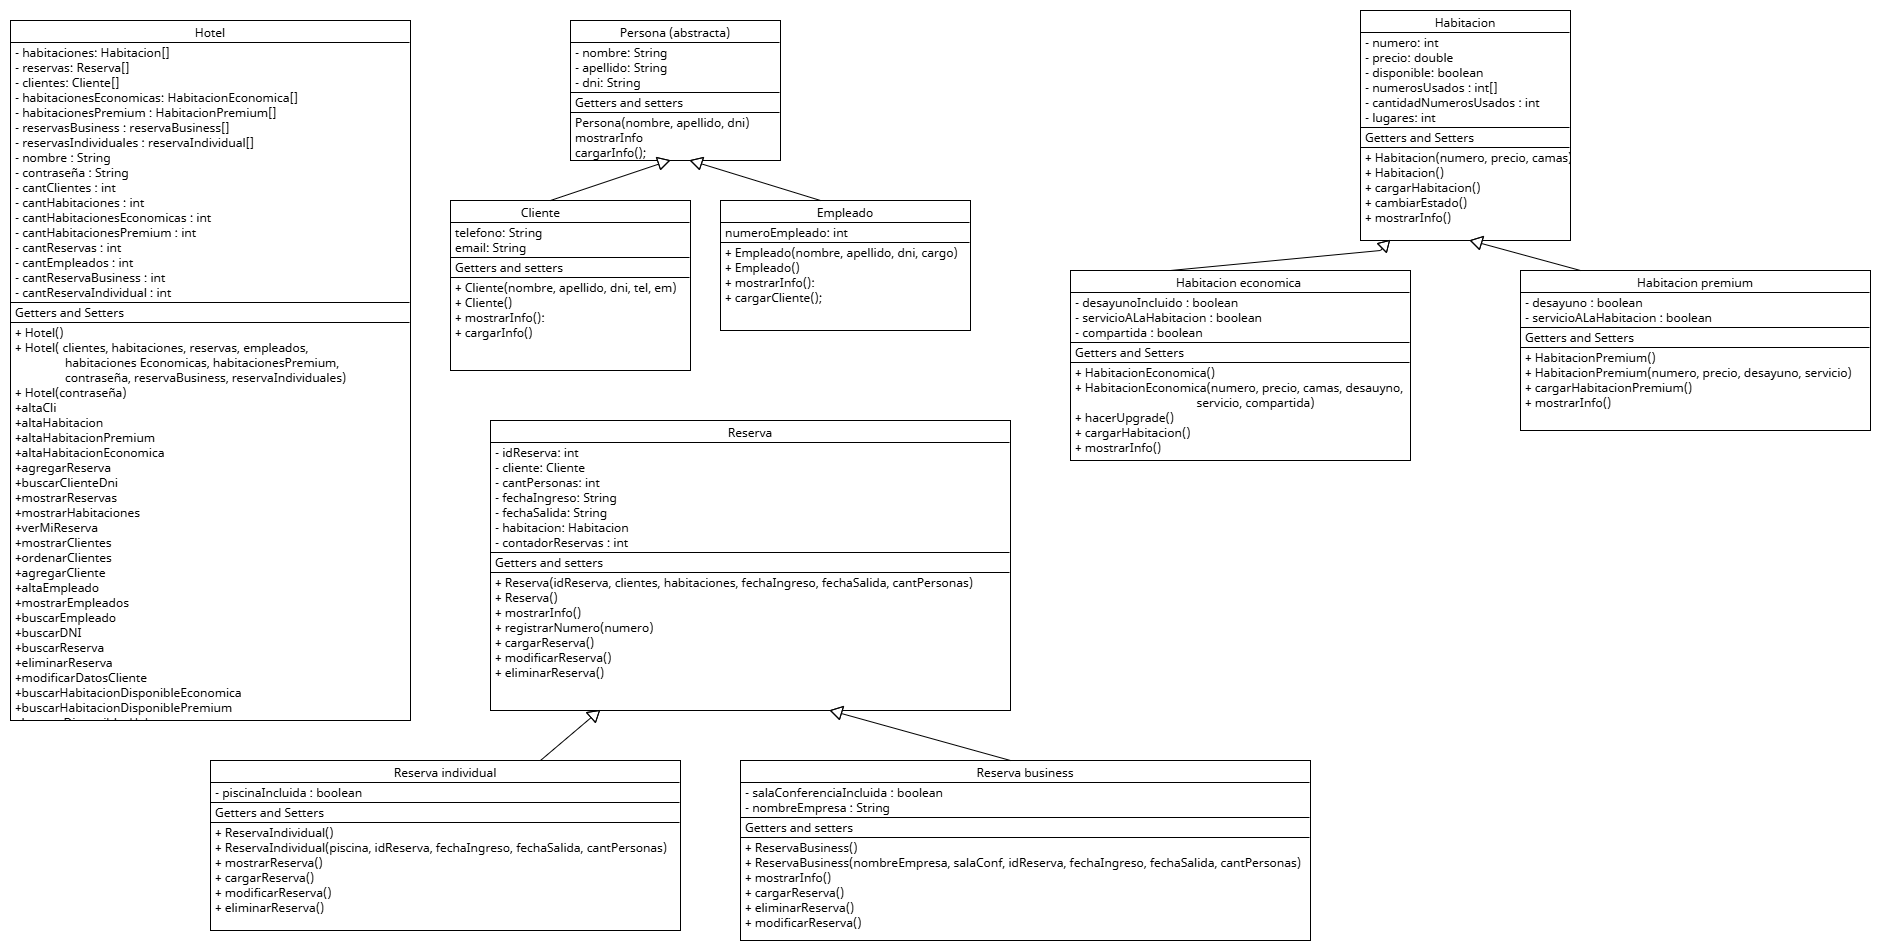 Hotel
- habitaciones: Habitacion[]
- reservas: Reserva[]
- clientes: Cliente[]
- habitacionesEconomicas: HabitacionEconomica[]
- habitacionesPremium : HabitacionPremium[]
- reservasBusiness : reservaBusiness[]
- reservasIndividuales : reservaIndividual[]
- nombre : String
- contraseña : String
- cantClientes : int
- cantHabitaciones : int
- cantHabitacionesEconomicas : int
- cantHabitacionesPremium : int
- cantReservas : int
- cantEmpleados : int
- cantReservaBusiness : int
- cantReservaIndividual : int
Getters and Setters
+ Hotel()
+ Hotel( clientes, habitaciones, reservas, empleados,
habitaciones Economicas, habitacionesPremium,
contraseña, reservaBusiness, reservaIndividuales)
+ Hotel(contraseña)
+altaCli
+altaHabitacion
+altaHabitacionPremium
+altaHabitacionEconomica
+agregarReserva
+buscarClienteDni
+mostrarReservas
+mostrarHabitaciones
+verMiReserva
+mostrarClientes
+ordenarClientes
+agregarCliente
+altaEmpleado
+mostrarEmpleados
+buscarEmpleado
+buscarDNI
+buscarReserva
+eliminarReserva
+modificarDatosCliente
+buscarHabitacionDisponibleEconomica
+buscarHabitacionDisponiblePremium
Persona (abstracta)
- nombre: String
- apellido: String
- dni: String
Getters and setters
Persona(nombre, apellido, dni)
mostrarInfo
cargarInfo();
Cliente
telefono: String
email: String
Getters and setters
+ Cliente(nombre, apellido, dni, tel, em)
+ Cliente()
+ mostrarInfo():
+ cargarInfo()
Empleado
numeroEmpleado: int
+ Empleado(nombre, apellido, dni, cargo)
+ Empleado()
+ mostrarInfo():
+ cargarCliente();
Habitacion
- numero: int
- precio: double
- disponible: boolean
- numerosUsados : int[]
- cantidadNumerosUsados : int
- lugares: int
Getters and Setters
+ Habitacion(numero, precio, camas)
+ Habitacion()
+ cargarHabitacion()
+ cambiarEstado()
+ mostrarInfo()
Habitacion economica
- desayunoIncluido : boolean
- servicioALaHabitacion : boolean
- compartida : boolean
Getters and Setters
+ HabitacionEconomica()
+ HabitacionEconomica(numero, precio, camas, desauyno,
servicio, compartida)
+ hacerUpgrade()
+ cargarHabitacion()
+ mostrarInfo()
Habitacion premium
- desayuno : boolean
- servicioALaHabitacion : boolean
Getters and Setters
+ HabitacionPremium()
+ HabitacionPremium(numero, precio, desayuno, servicio)
+ cargarHabitacionPremium()
+ mostrarInfo()
Reserva
- idReserva: int
- cliente: Cliente
- cantPersonas: int
- fechaIngreso: String
- fechaSalida: String
- habitacion: Habitacion
- contadorReservas : int
Getters and setters
+ Reserva(idReserva, clientes, habitaciones, fechaIngreso, fechaSalida, cantPersonas)
+ Reserva()
+ mostrarInfo()
+ registrarNumero(numero)
+ cargarReserva()
+ modificarReserva()
+ eliminarReserva()
Reserva individual
- piscinaIncluida : boolean
Getters and Setters
+ ReservaIndividual()
+ ReservaIndividual(piscina, idReserva, fechaIngreso, fechaSalida, cantPersonas)
+ mostrarReserva()
+ cargarReserva()
+ modificarReserva()
+ eliminarReserva()
Reserva business
- salaConferenciaIncluida : boolean
- nombreEmpresa : String
Getters and setters
+ ReservaBusiness()
+ ReservaBusiness(nombreEmpresa, salaConf, idReserva, fechaIngreso, fechaSalida, cantPersonas)
+ mostrarInfo()
+ cargarReserva()
+ eliminarReserva()
+ modificarReserva()